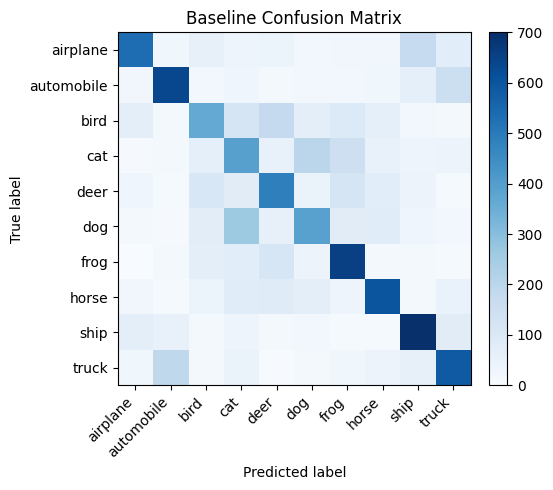 Baseline Confusion Matrix
True label
airplane
automobile
bird
cat
deer
dog
frog
horse
ship
truck
airplane
automobile
bird
cat
deer
dog
frog
horse
ship
truck
Predicted label
700
600
500
400
300
200
100
0